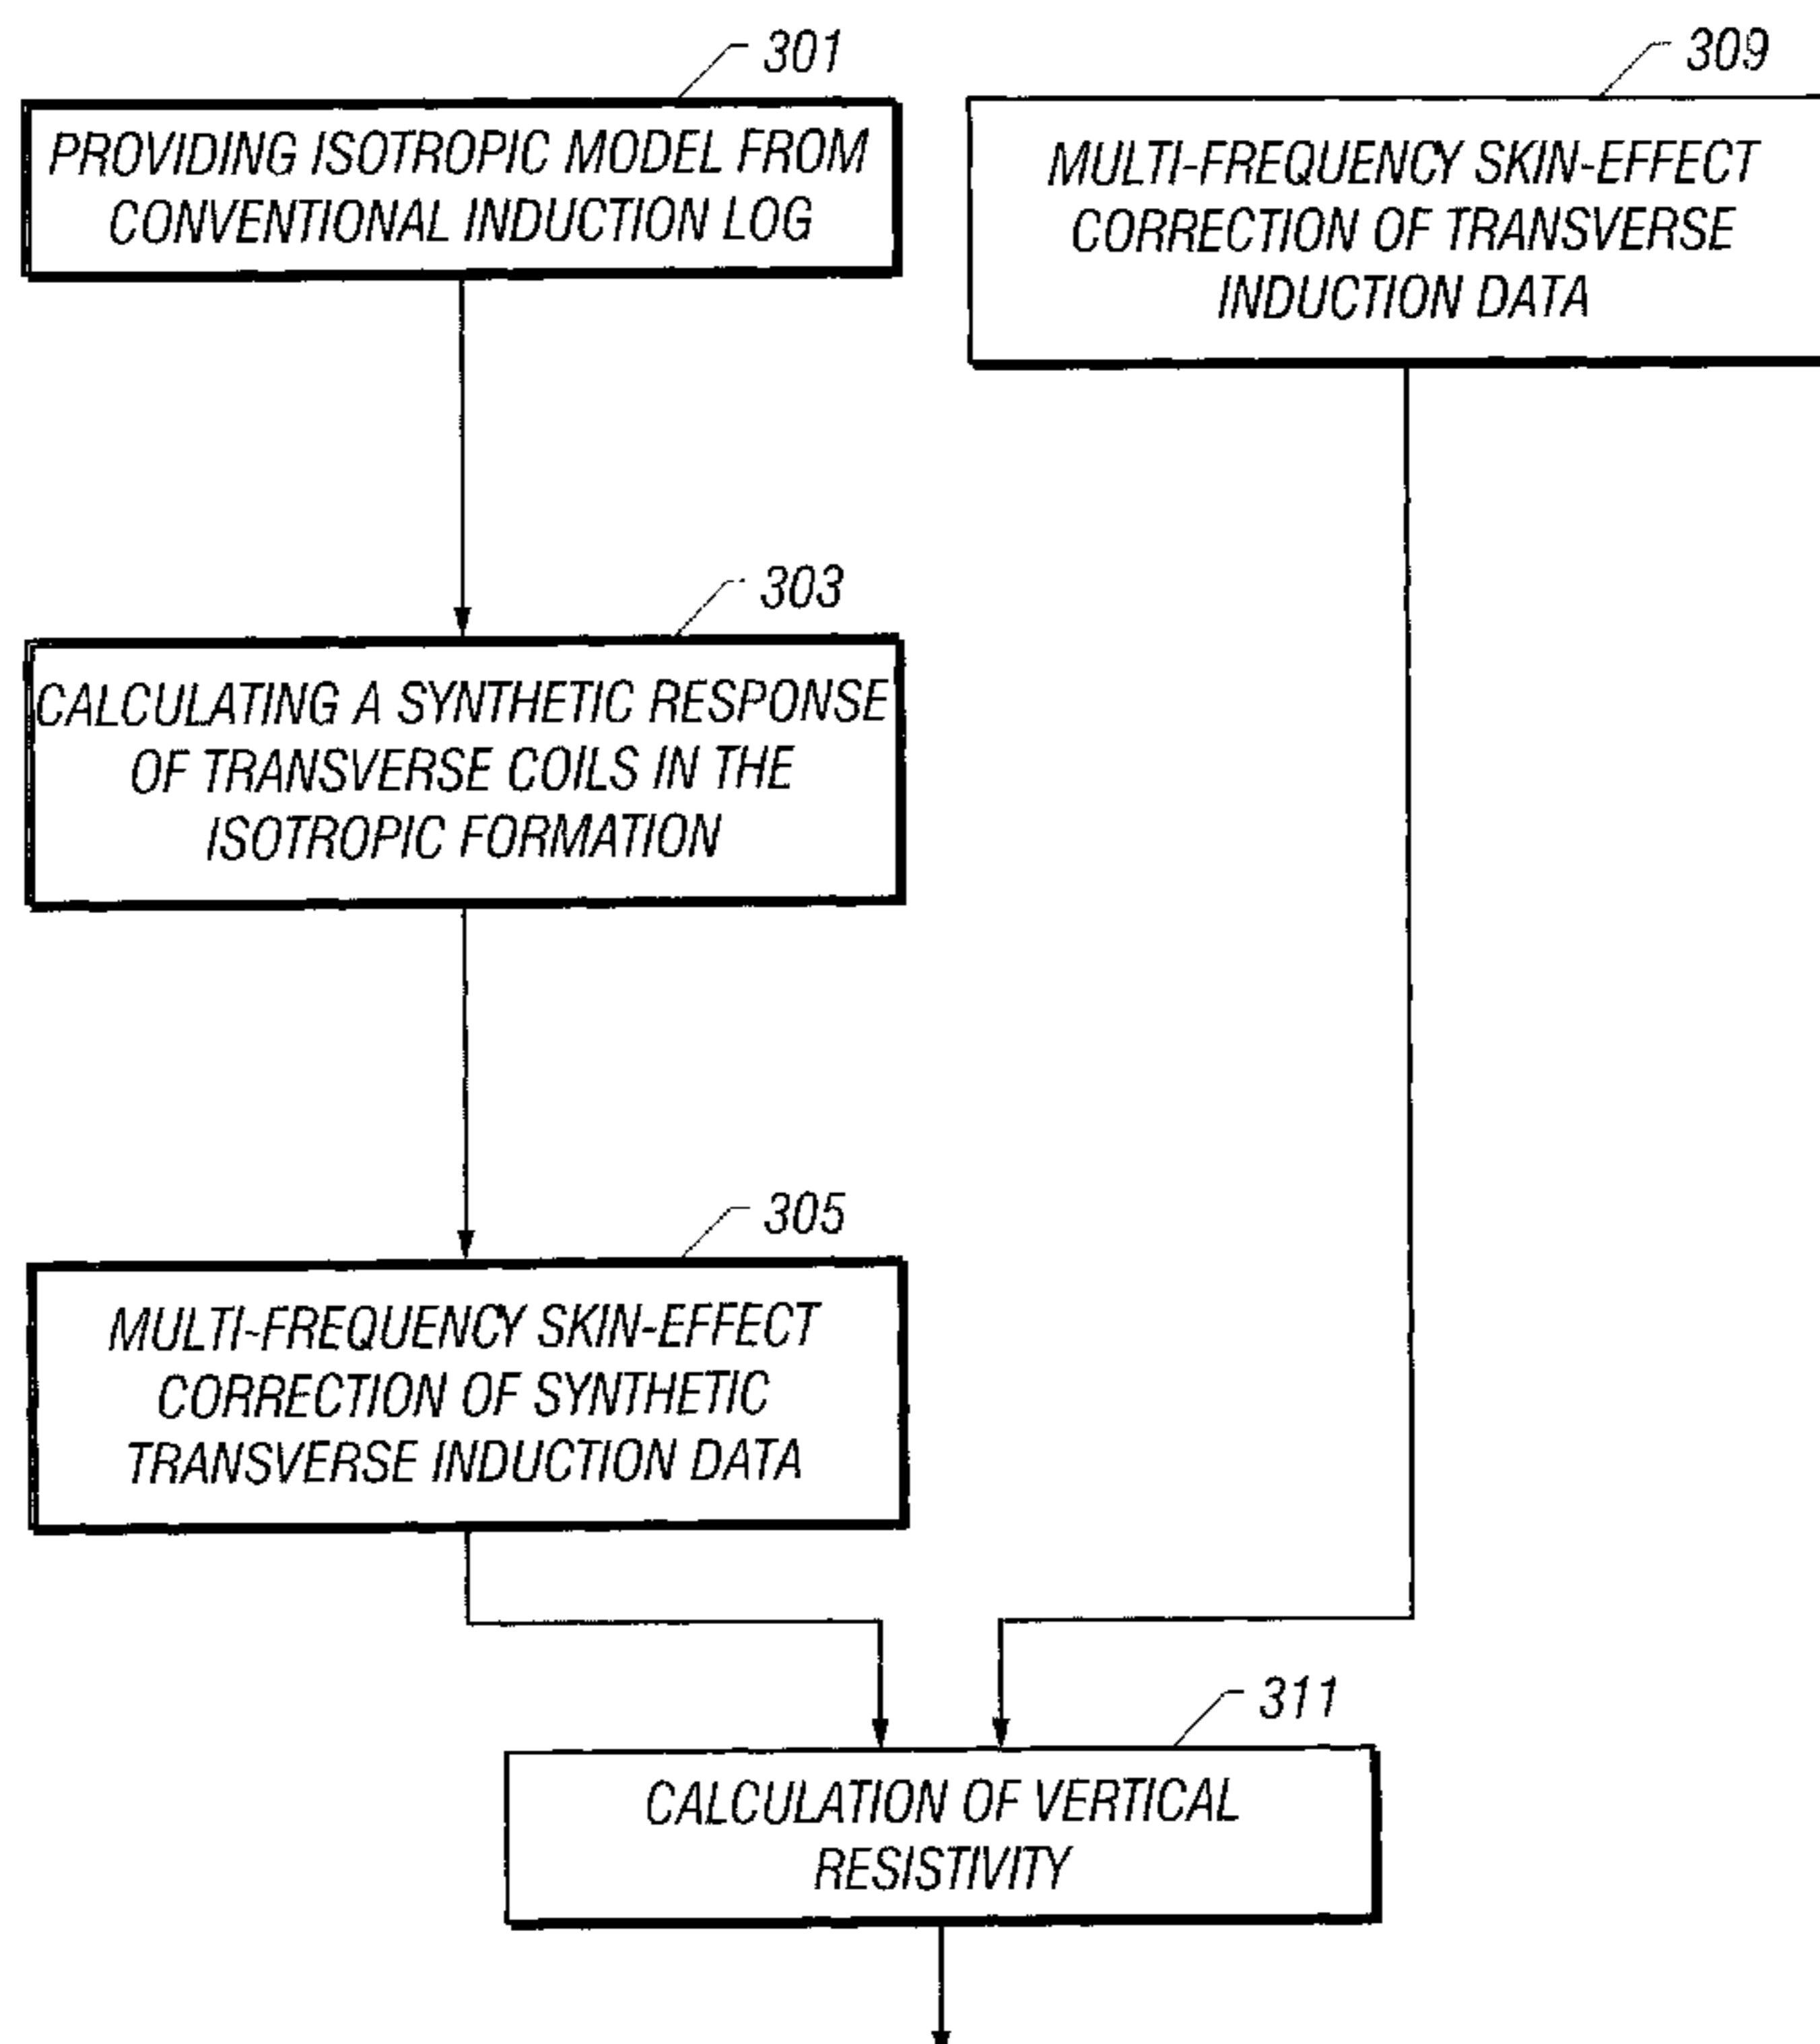 301
PROVIDING ISOTROPIC MODEL FROM
CONVENTIONAL INDUCTION LOG
309
MULTI-FREQUENCY SKIN-EFFECT
CORRECTION OF TRANSVERSE
INDUCTION DATA
303
CALCULATING A SYNTHETIC RESPONSE
OF TRANSVERSE COILS IN THE
ISOTROPIC FORMATION
305
MULTI-FREQUENCY SKIN-EFFECT
CORRECTION OF SYNTHETIC
TRANSVERSE INDUCTION DATA
311
CALCULATION OF VERTICAL
RESISTIVITY